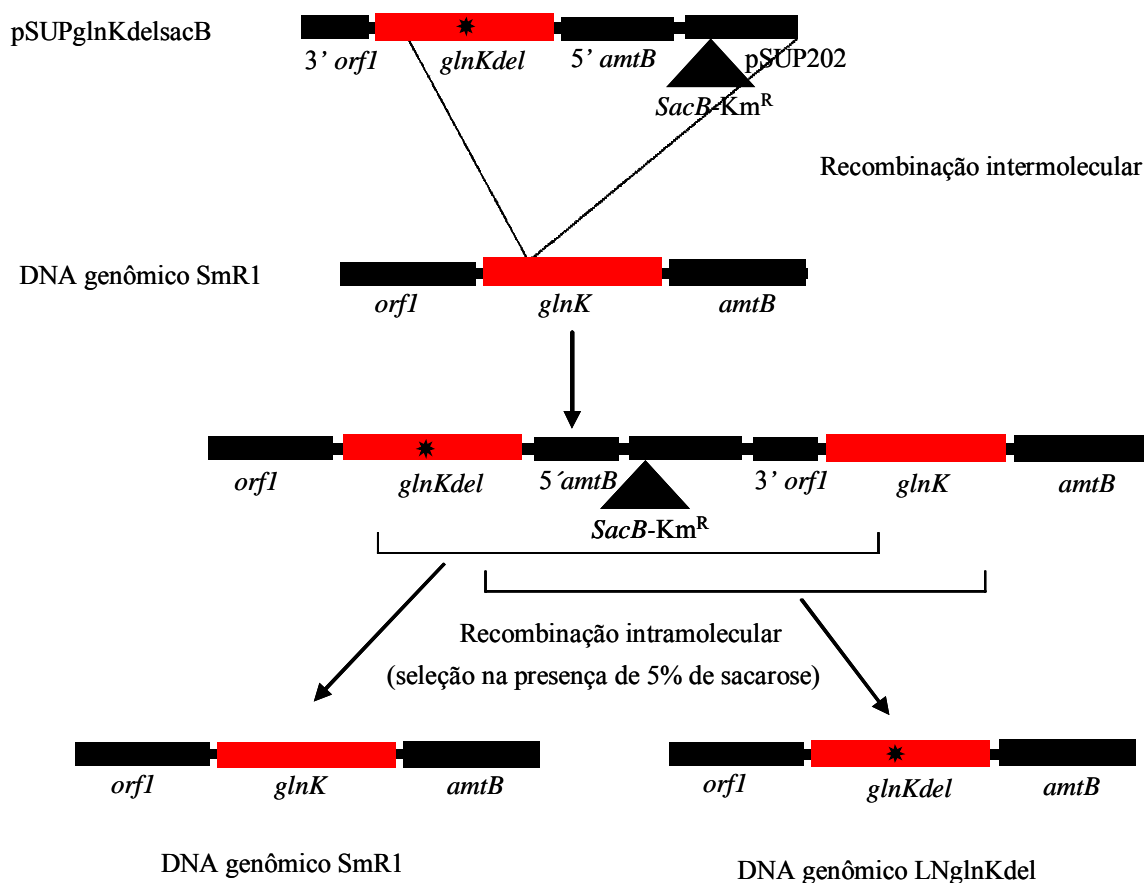 pSUPglnKdelsacB
3’ orf1
glnKdel
5’ amtB
pSUP202
SacB-KmR
Recombinação intermolecular
DNA genômico SmR1
orf1
glnK
amtB
orf1
glnKdel
5´amtB
3’ orf1
glnK
amtB
SacB-KmR
Recombinação intramolecular
(seleção na presença de 5% de sacarose)
orf1
glnK
amtB
orf1
glnKdel
amtB
DNA genômico SmR1
DNA genômico LNglnKdel